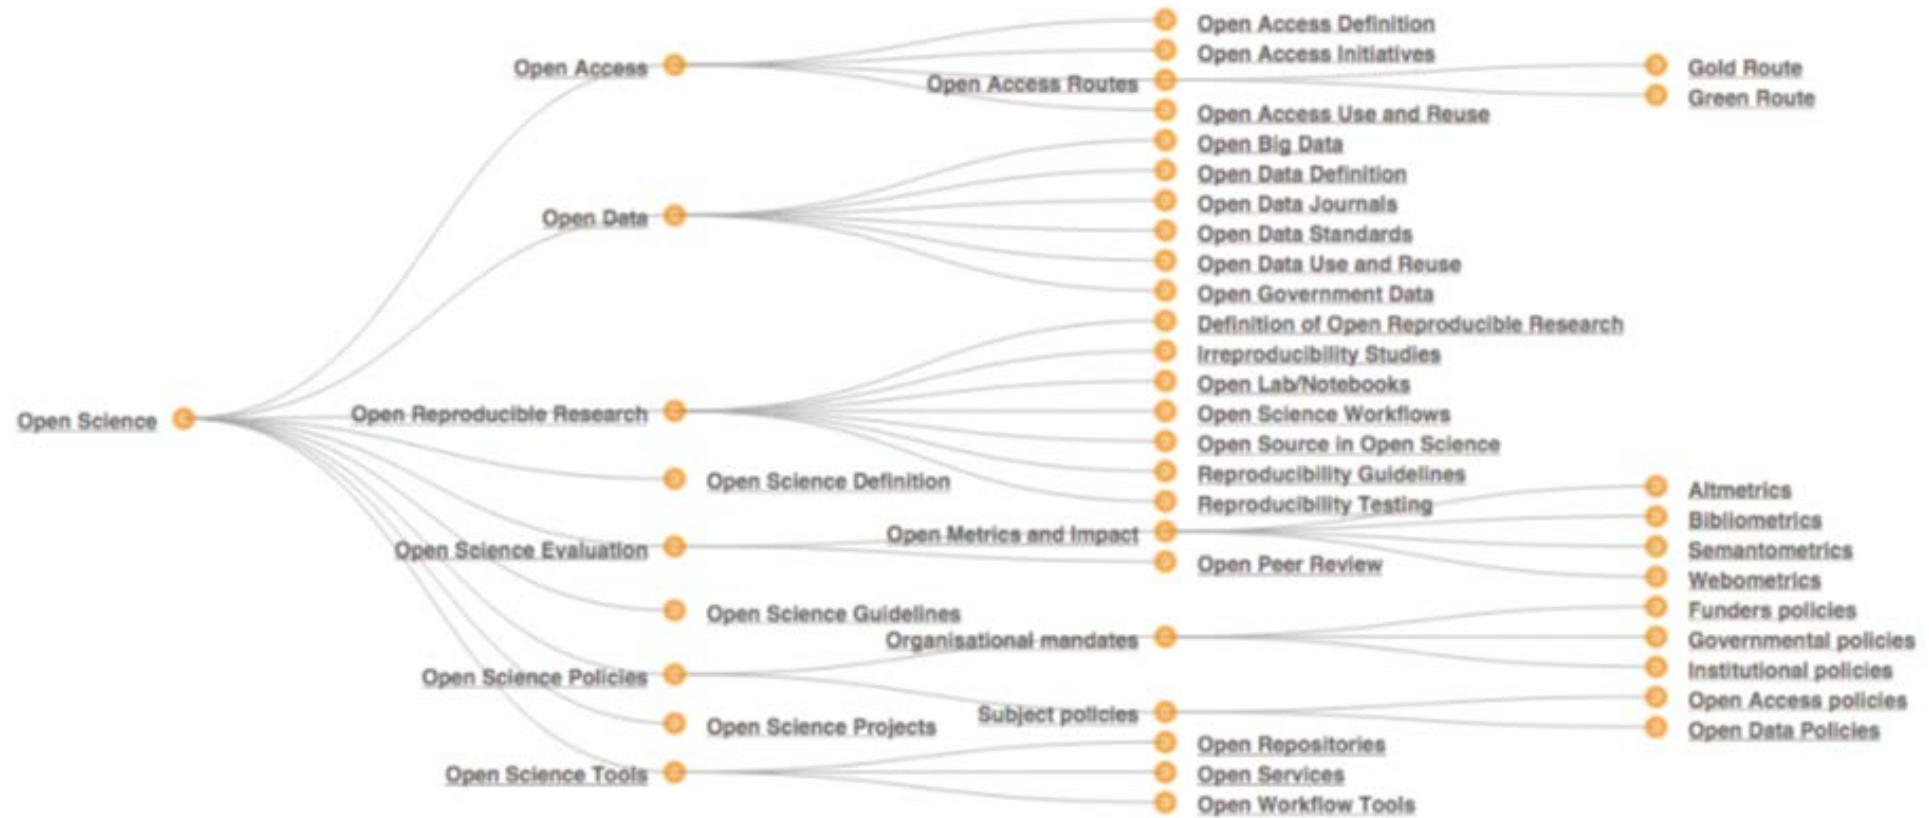 Open Science
Open Access
Open Access Definition
Open Access Initiatives
Open Access Routes
Gold Route
Green Route
Open Access Use and Reuse
Open Data
Open Big Data
Open Data Definition
Open Data Journals
Open Data Standards
Open Data Use and Reuse
Open Government Data
Open Reproducible Research
Definition of Open Reproducible Research
Irreproducibility Studies
Open Lab/Notebooks
Open Science Workflows
Open Source in Open Science
Reproducibility Guidelines
Reproducibility Testing
Open Science Definition
Open Science Evaluation
Open Metrics and Impact
Altmetrics
Bibliometrics
Semantometrics
Webometrics
Open Peer Review
Open Science Guidelines
Open Science Policies
Organisational mandates
Funders policies
Governmental policies
Institutional policies
Subject policies
Open Access policies
Open Data Policies
Open Science Projects
Open Science Tools
Open Repositories
Open Services
Open Workflow Tools